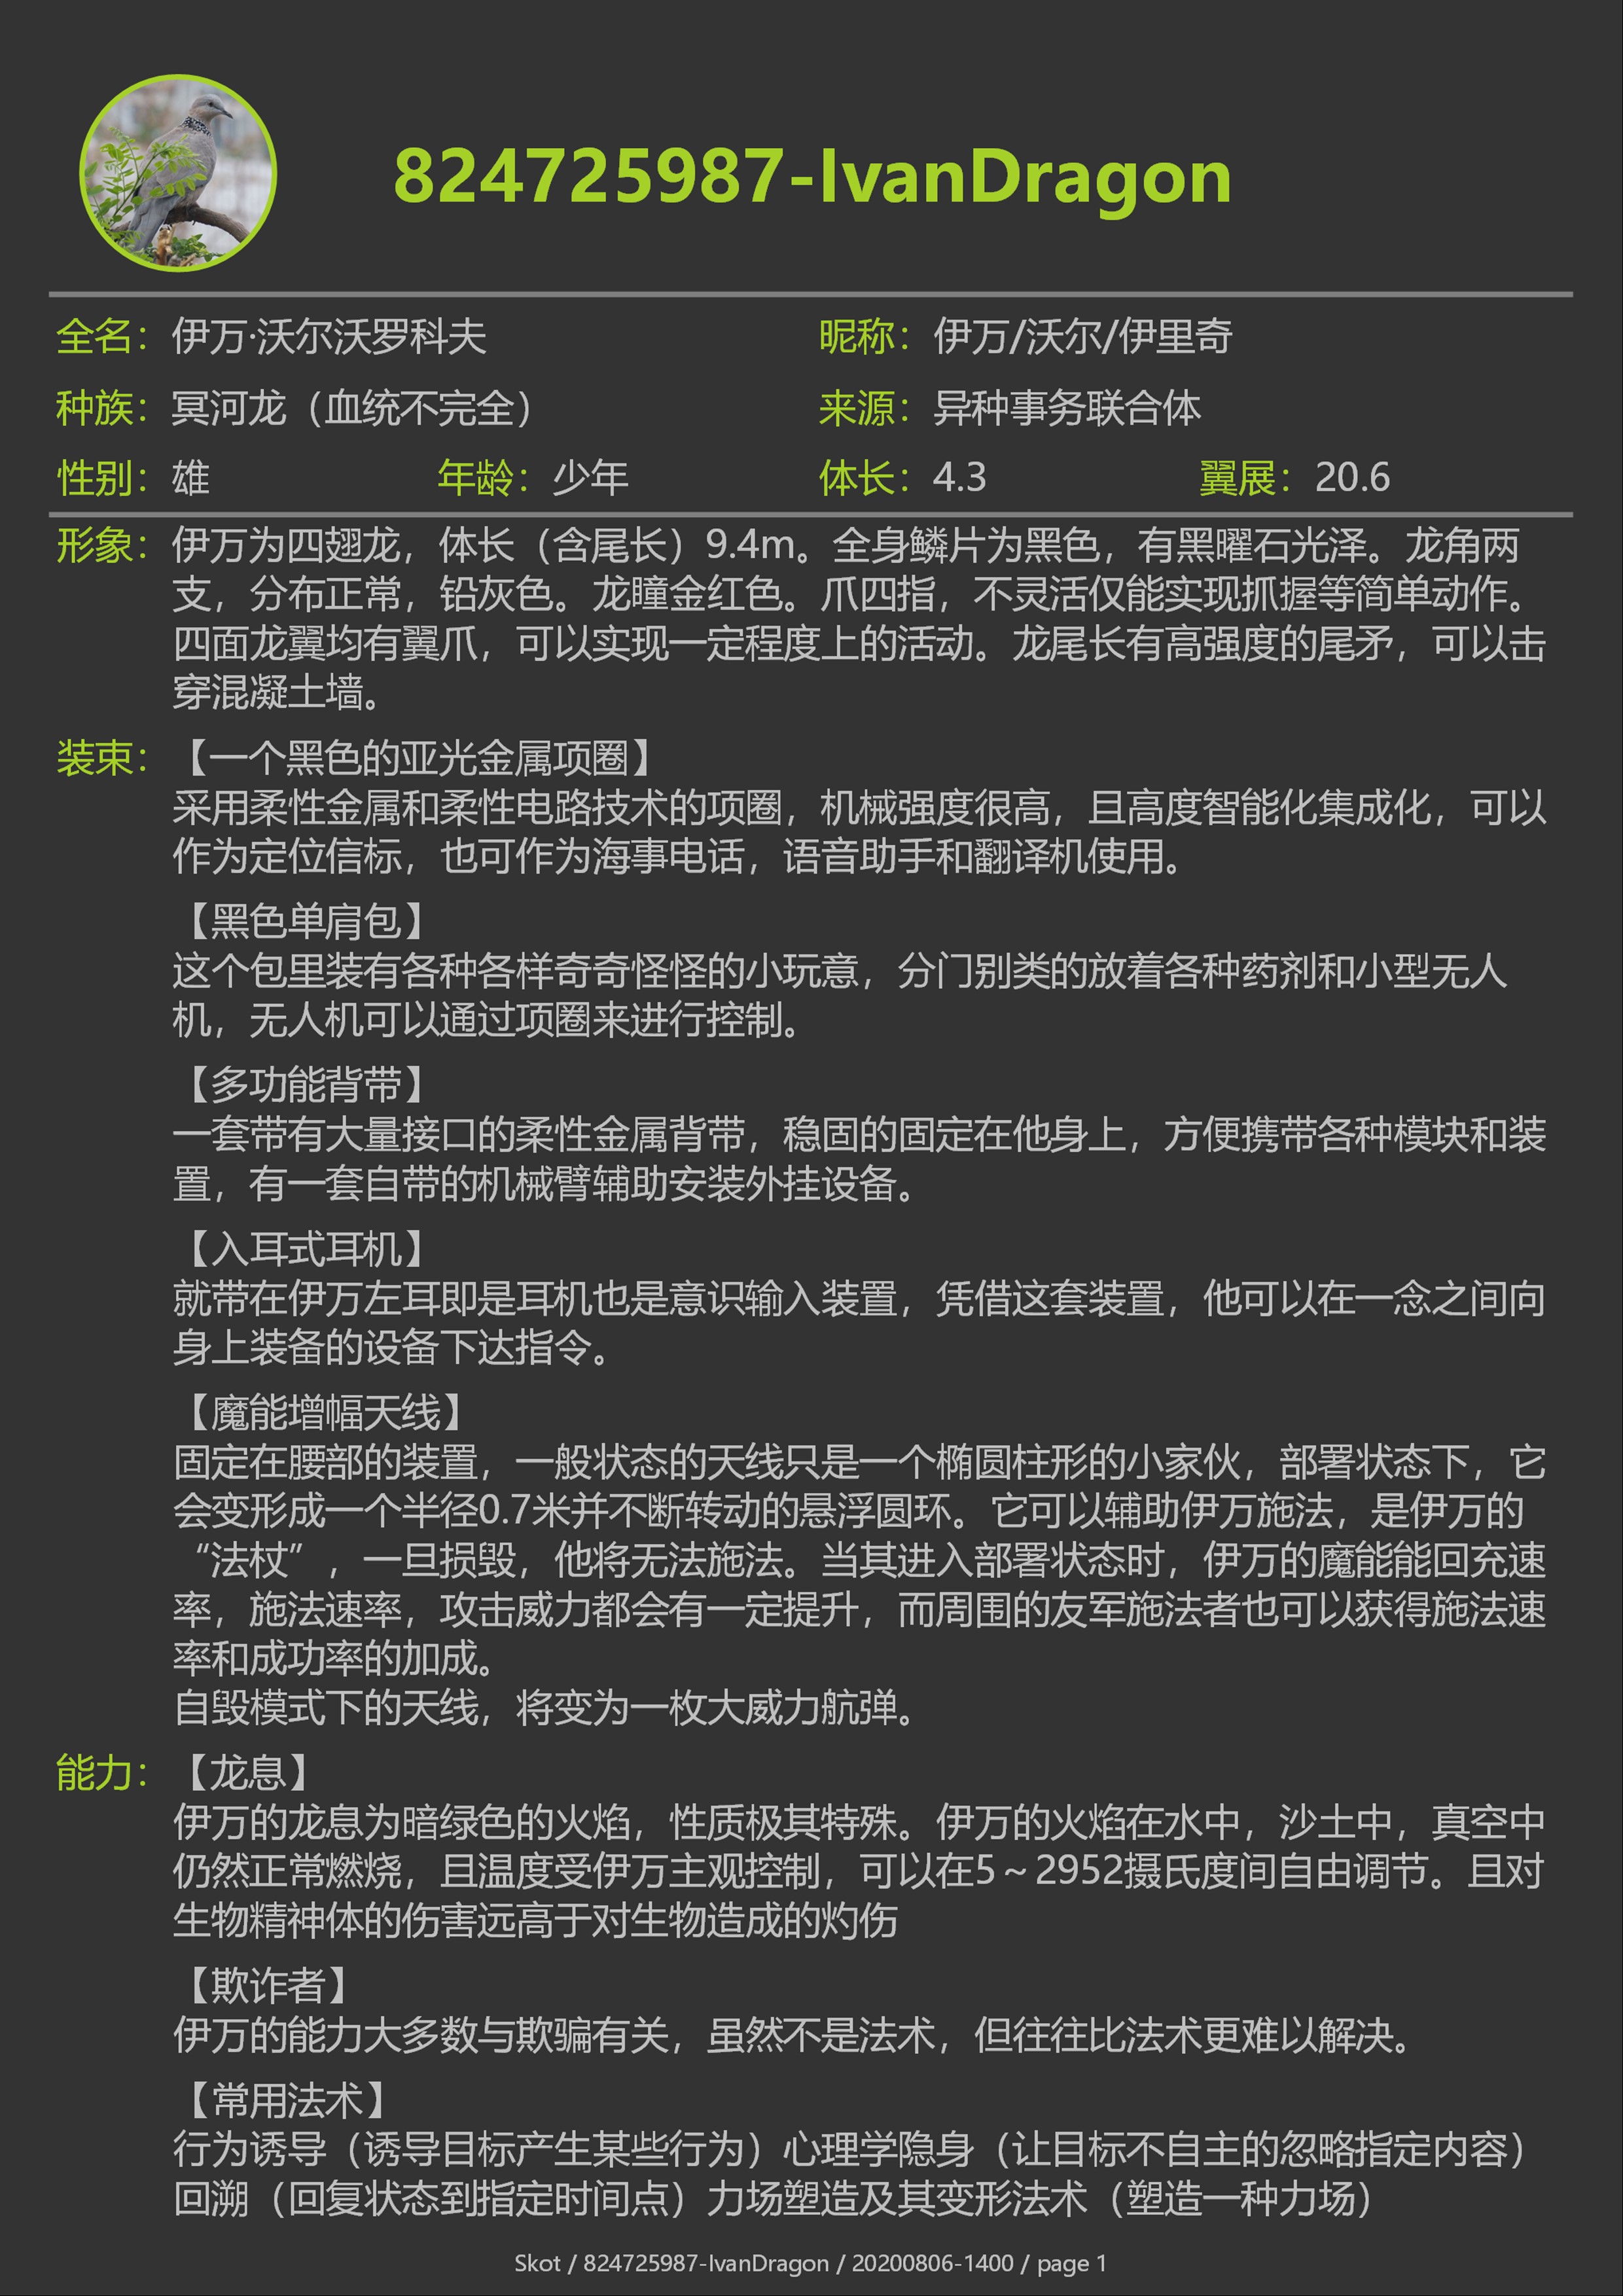 824725987-IvanDragon
全名：伊万·沃尔沃罗科夫 昵称：伊万/沃尔/伊里奇
种族：冥河龙（血统不完全） 来源：异种事务联合体
性别：雄 年龄：少年 体长：4.3 翼展：20.6
形象：伊万为四翅龙，体长（含尾长）9.4m。全身鳞片为黑色，有黑曜石光泽。龙角两
支，分布正常，铅灰色。龙瞳金红色。爪四指，不灵活仅能实现抓握等简单动作。
四面龙翼均有翼爪，可以实现一定程度上的活动。龙尾长有高强度的尾矛，可以击
穿混凝土墙。
装束：【一个黑色的亚光金属项圈】
采用柔性金属和柔性电路技术的项圈，机械强度很高，且高度智能化集成化，可以
作为定位信标，也可作为海事电话，语音助手和翻译机使用。
【黑色单肩包】
这个包里装有各种各样奇奇怪怪的小玩意，分门别类的放着各种药剂和小型无人
机，无人机可以通过项圈来进行控制。
【多功能背带】
一套带有大量接口的柔性金属背带，稳固的固定在他身上，方便携带各种模块和装
置，有一套自带的机械臂辅助安装外挂设备。
【入耳式耳机】
就带在伊万左耳即是耳机也是意识输入装置，凭借这套装置，他可以在一念之间向
身上装备的设备下达指令。
【魔能增幅天线】
固定在腰部的装置，一般状态的天线只是一个椭圆柱形的小家伙，部署状态下，它
会变形成一个半径0.7米并不断转动的悬浮圆环。它可以辅助伊万施法，是伊万的
“法杖”，一旦损毁，他将无法施法。当其进入部署状态时，伊万的魔能能回充速
率，施法速率，攻击威力都会有一定提升，而周围的友军施法者也可以获得施法速
率和成功率的加成。
自毁模式下的天线，将变为一枚大威力航弹。
能力：【龙息】
伊万的龙息为暗绿色的火焰，性质极其特殊。伊万的火焰在水中，沙土中，真空中
仍然正常燃烧，且温度受伊万主观控制，可以在5～2952摄氏度间自由调节。且对
生物精神体的伤害远高于对生物造成的灼伤
【欺诈者】
伊万的能力大多数与欺骗有关，虽然不是法术，但往往比法术更难以解决。
【常用法术】
行为诱导（诱导目标产生某些行为）心理学隐身（让目标不自主的忽略指定内容）
回溯（回复状态到指定时间点）力场塑造及其变形法术（塑造一种力场）
Skot / 824725987-IvanDragon / 20200806-1400 / page 1